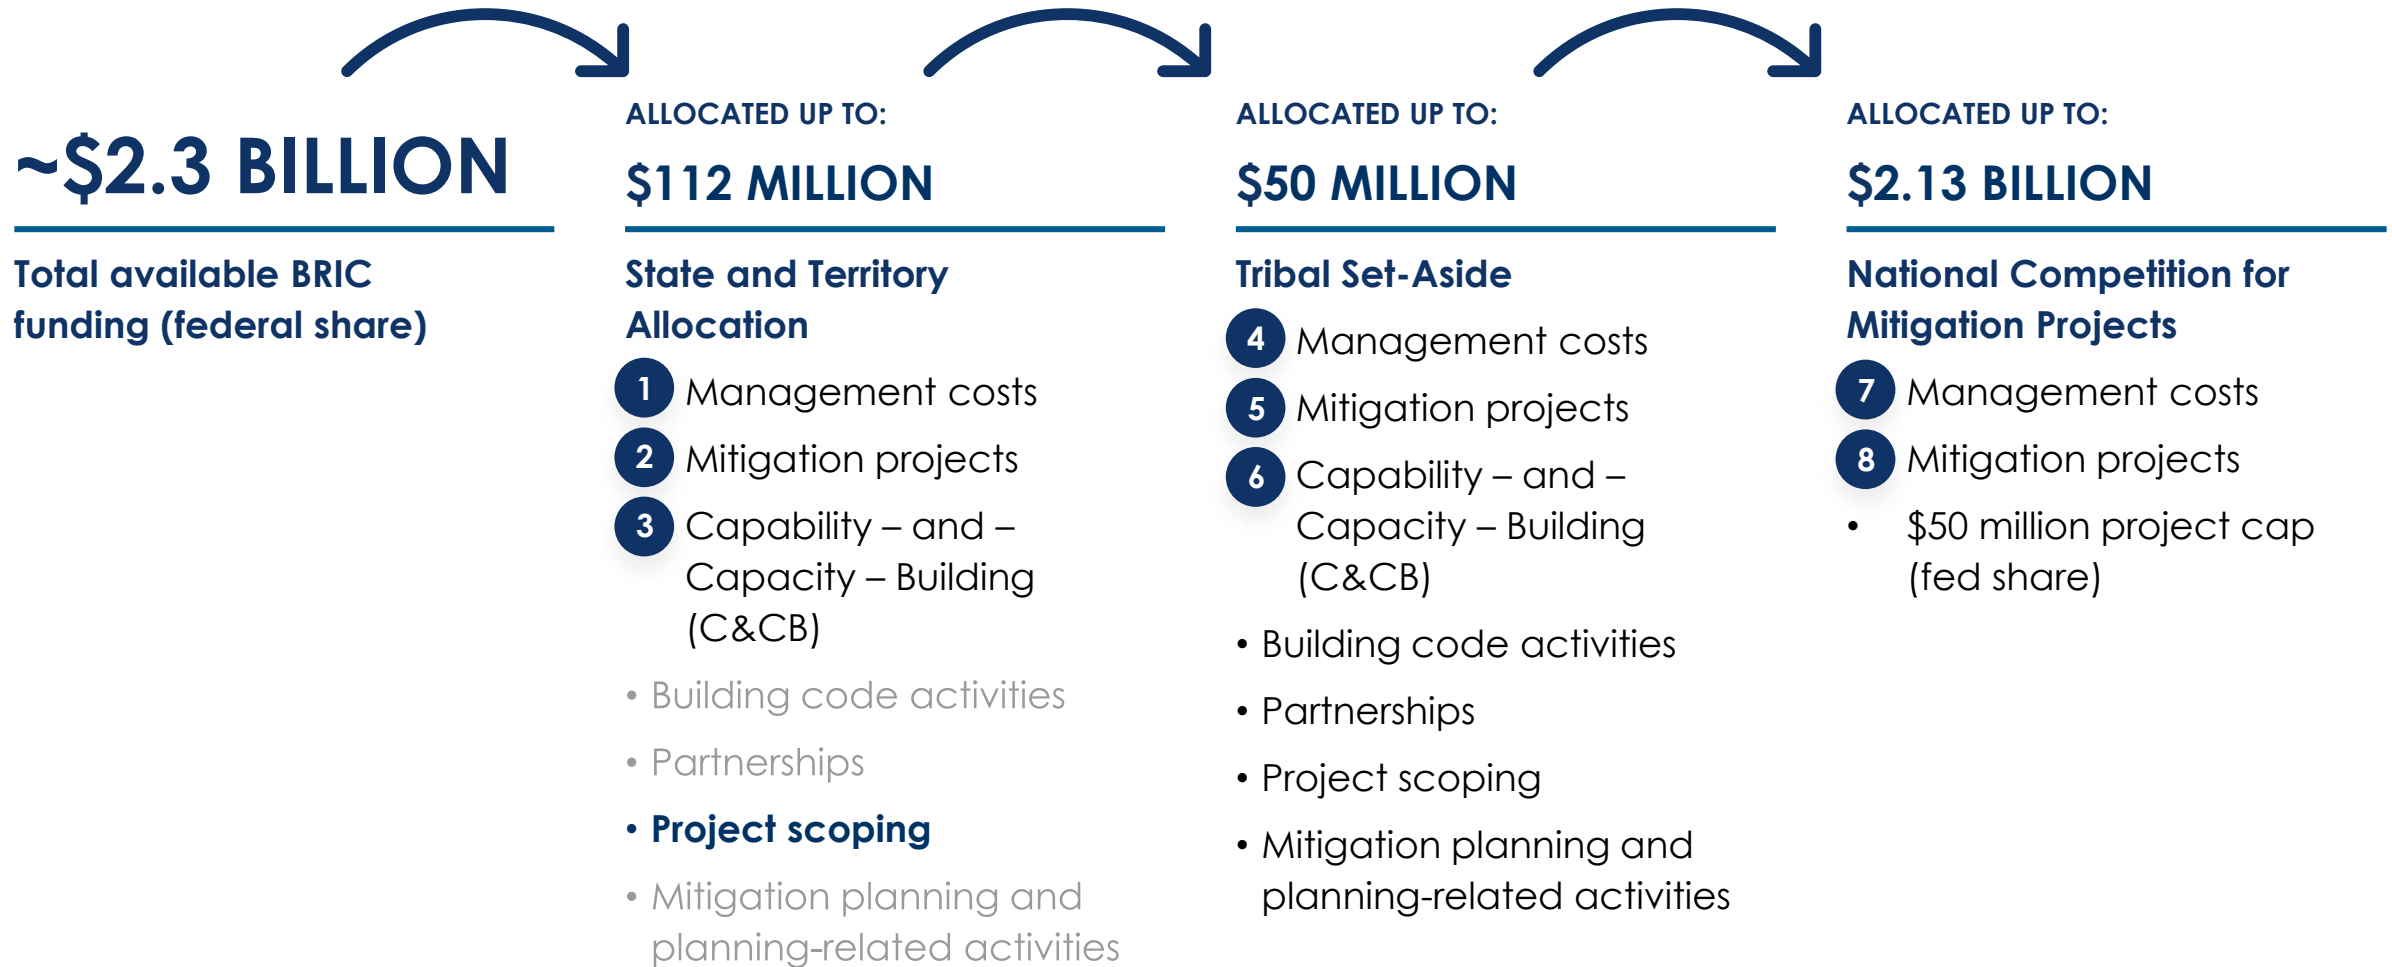 ~$2.3 BILLION
Total available BRIC
funding (federal share)
ALLOCATED UP TO:
$112 MILLION
State and Territory
Allocation
1 Management costs
2 Mitigation projects
3 Capability – and –
Capacity – Building
(C&CB)
• Building code activities
• Partnerships
• Project scoping
• Mitigation planning and
planning-related activities
ALLOCATED UP TO:
$50 MILLION
Tribal Set-Aside
4 Management costs
5 Mitigation projects
6 Capability – and –
Capacity – Building
(C&CB)
• Building code activities
• Partnerships
• Project scoping
• Mitigation planning and
planning-related activities
ALLOCATED UP TO:
$2.13 BILLION
National Competition for
Mitigation Projects
7 Management costs
8 Mitigation projects
• $50 million project cap
(fed share)